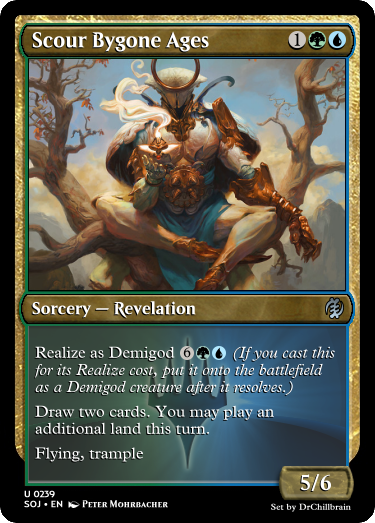 Scour Bygone Ages 1
Sorcery — Revelation
Realize as Demigod 6 (If you cast this
for its Realize cost, put it onto the battlefield
as a Demigod creature after it resolves.)
Draw two cards. You may play an
additional land this turn.
Flying, trample
5/6
U 0239
SOJ • EN Peter Mohrbacher
Set by DrChillbrain